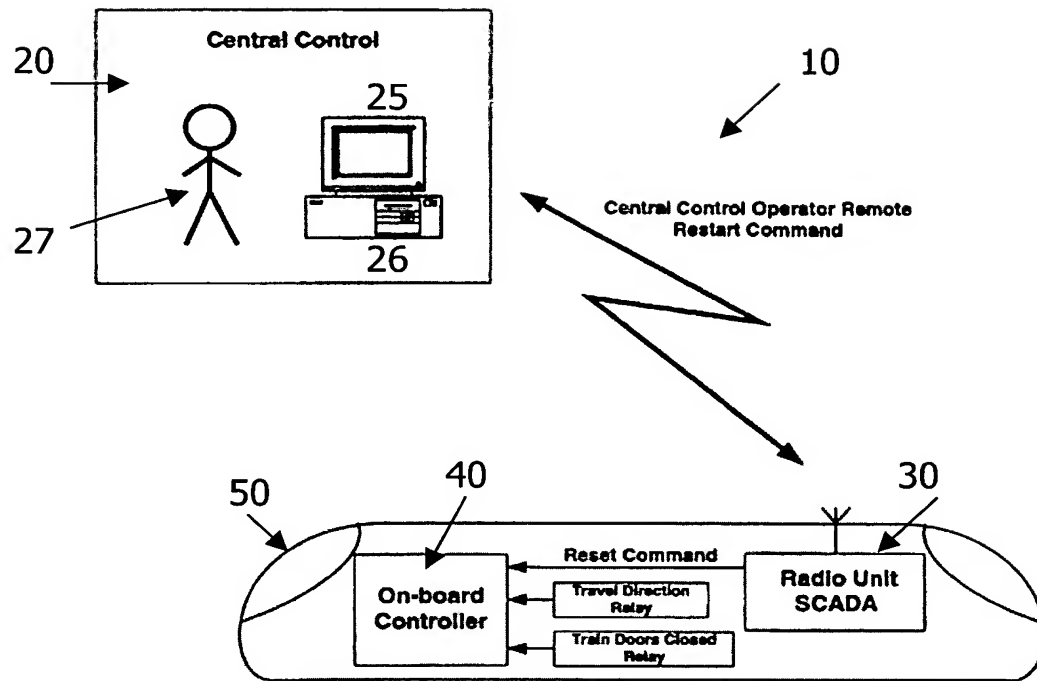 Central Control
20
10
25
27
26
Central Control Operator Remote
Restart Command
50
40
30
Reset Command
On-board
Controller
Travel Direction
Relay
Train Doors Closed
Relay
Radio Unit
SCADA